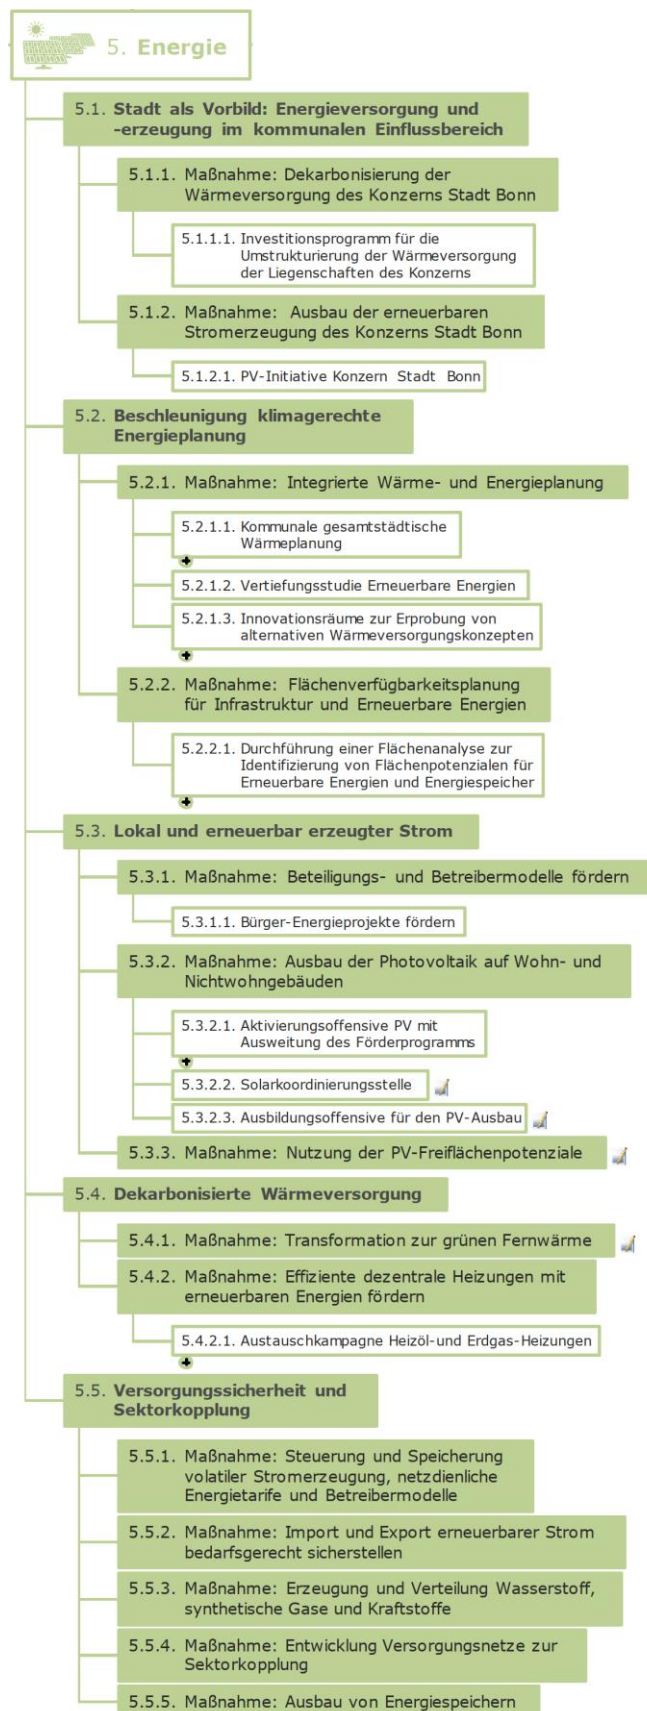 5. Energie
5.1. Stadt als Vorbild: Energieversorgung und
-erzeugung im kommunalen Einflussbereich
5.1.1. Maßnahme: Dekarbonisierung der
Wärmeversorgung des Konzerns Stadt Bonn
5.1.1.1. Investitionsprogramm für die
Umstrukturierung der Wärmeversorgung
der Liegenschaften des Konzerns
5.1.2. Maßnahme: Ausbau der erneuerbaren
Stromerzeugung des Konzerns Stadt Bonn
5.1.2.1. PV-Initiative Konzern Stadt Bonn
5.2. Beschleunigung klimagerechte
Energieplanung
5.2.1. Maßnahme: Integrierte Wärme- und Energieplanung
5.2.1.1. Kommunale gesamtstädtische
Wärmeplanung
5.2.1.2. Vertiefungsstudie Erneuerbare Energien
5.2.1.3. Innovationsräume zur Erprobung von
alternativen Wärmeversorgungskonzepten
5.2.2. Maßnahme: Flächenverfügbarkeitsplanung
für Infrastruktur und Erneuerbare Energien
5.2.2.1. Durchführung einer Flächenanalyse zur
Identifizierung von Flächenpotenzialen für
Erneuerbare Energien und Energiespeicher
5.3. Lokal und erneuerbar erzeugter Strom
5.3.1. Maßnahme: Beteiligungs- und Betreibermodelle fördern
5.3.1.1. Bürger-Energieprojekte fördern
5.3.2. Maßnahme: Ausbau der Photovoltaik auf Wohn- und
Nichtwohngebäuden
5.3.2.1. Aktivierungsoffensive PV mit
Ausweitung des Förderprogramms
5.3.2.2. Solarkoordinierungsstelle
5.3.2.3. Ausbildungsoffensive für den PV-Ausbau
5.3.3. Maßnahme: Nutzung der PV-Freiflächenpotenziale
5.4. Dekarbonisierte Wärmeversorgung
5.4.1. Maßnahme: Transformation zur grünen Fernwärme
5.4.2. Maßnahme: Effiziente dezentrale Heizungen mit
erneuerbaren Energien fördern
5.4.2.1. Austauschkampagne Heizöl-und Erdgas-Heizungen
5.5. Versorgungssicherheit und
Sektorkopplung
5.5.1. Maßnahme: Steuerung und Speicherung
volatiler Stromerzeugung, netzdienliche
Energietarife und Betreibermodelle
5.5.2. Maßnahme: Import und Export erneuerbarer Strom
bedarfsgerecht sicherstellen
5.5.3. Maßnahme: Erzeugung und Verteilung Wasserstoff,
synthetische Gase und Kraftstoffe
5.5.4. Maßnahme: Entwicklung Versorgungsnetze zur
Sektorkopplung
5.5.5. Maßnahme: Ausbau von Energiespeichern